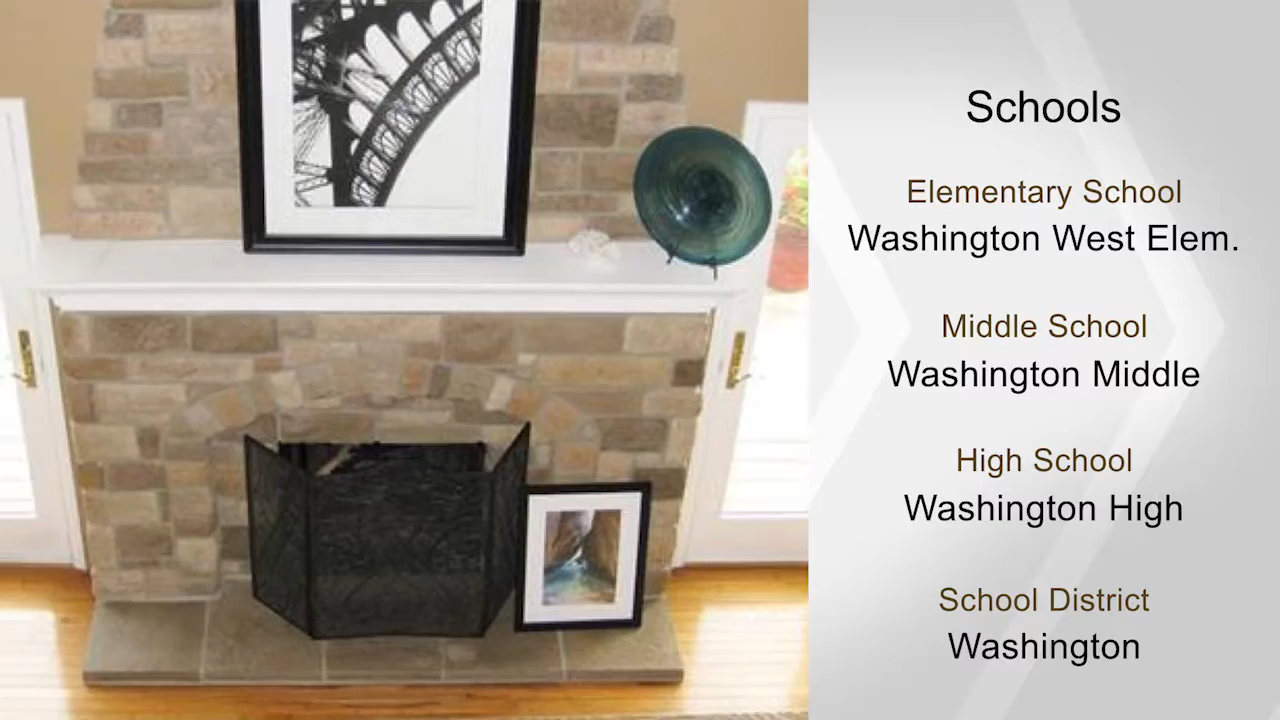 Schools
Elementary School
Washington West Elem.
Middle School
Washington Middle
High School
Washington High
School District
Washington